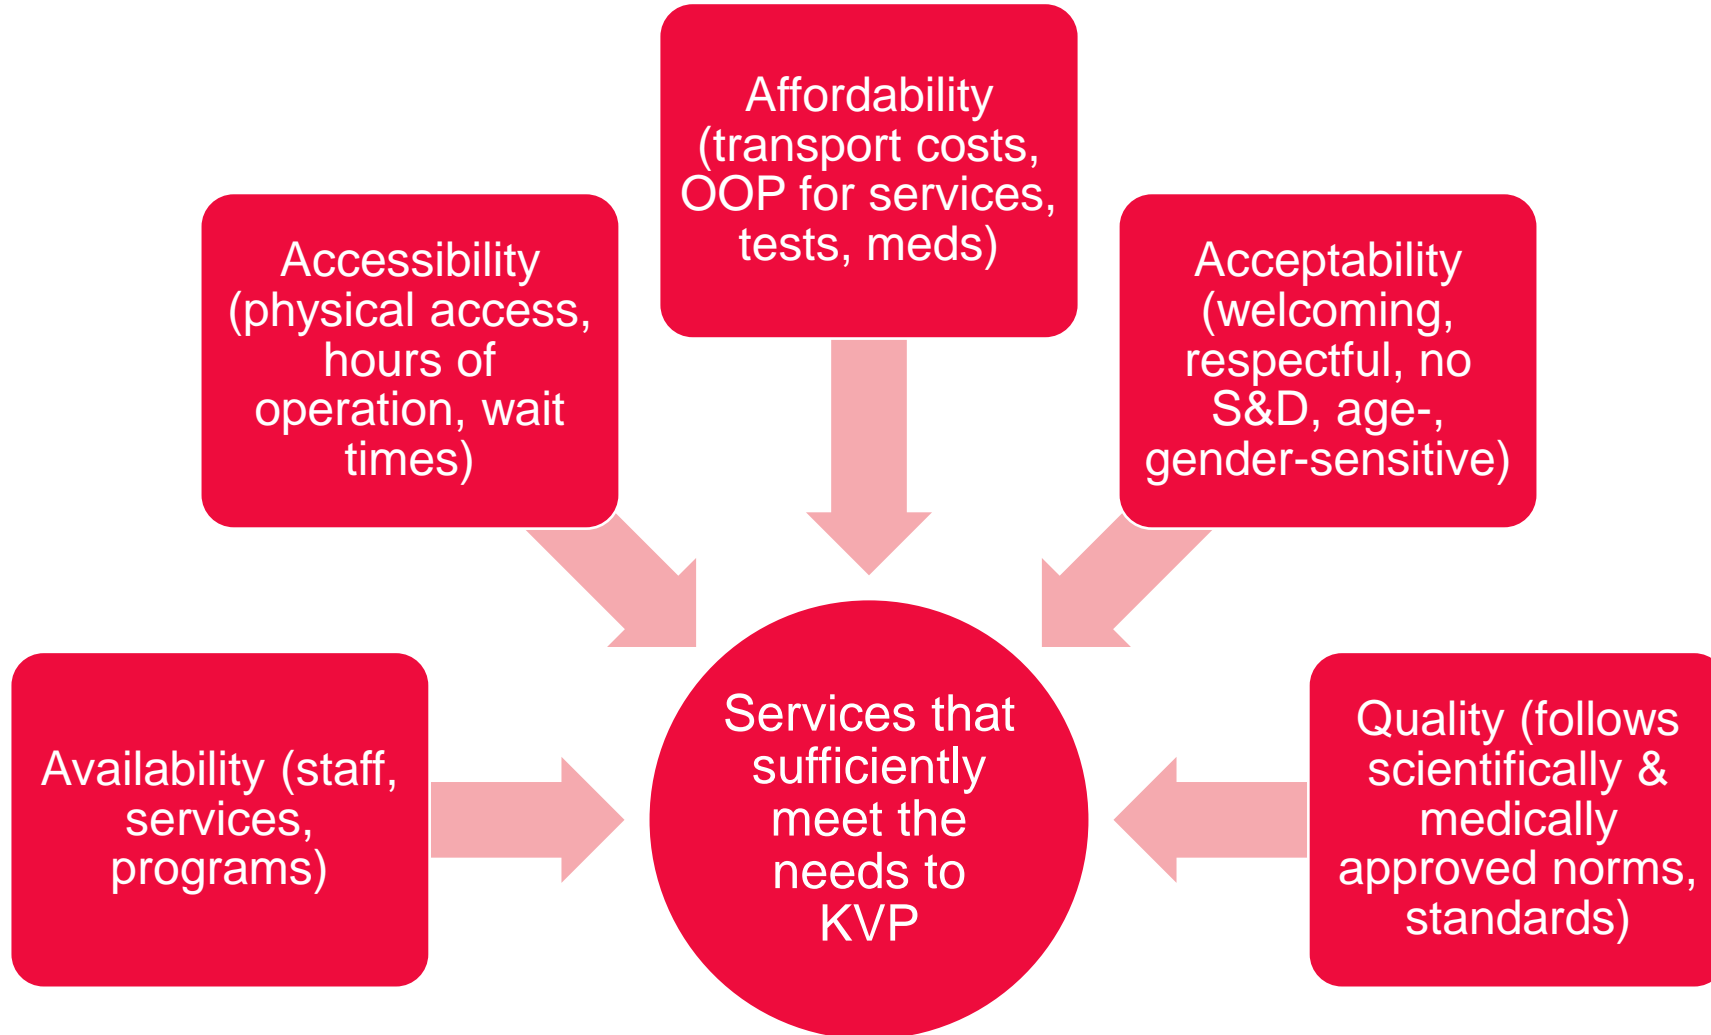 Affordability
(transport costs,
OOP for services,
tests, meds)
Accessibility
(physical access,
hours of
operation, wait
times)
Acceptability
(welcoming,
respectful, no
S&D, age-,
gender-sensitive)
Availability (staff,
services,
programs)
Services that
sufficiently
meet the
needs to
KVP
Quality (follows
scientifically &
medically
approved norms,
standards)